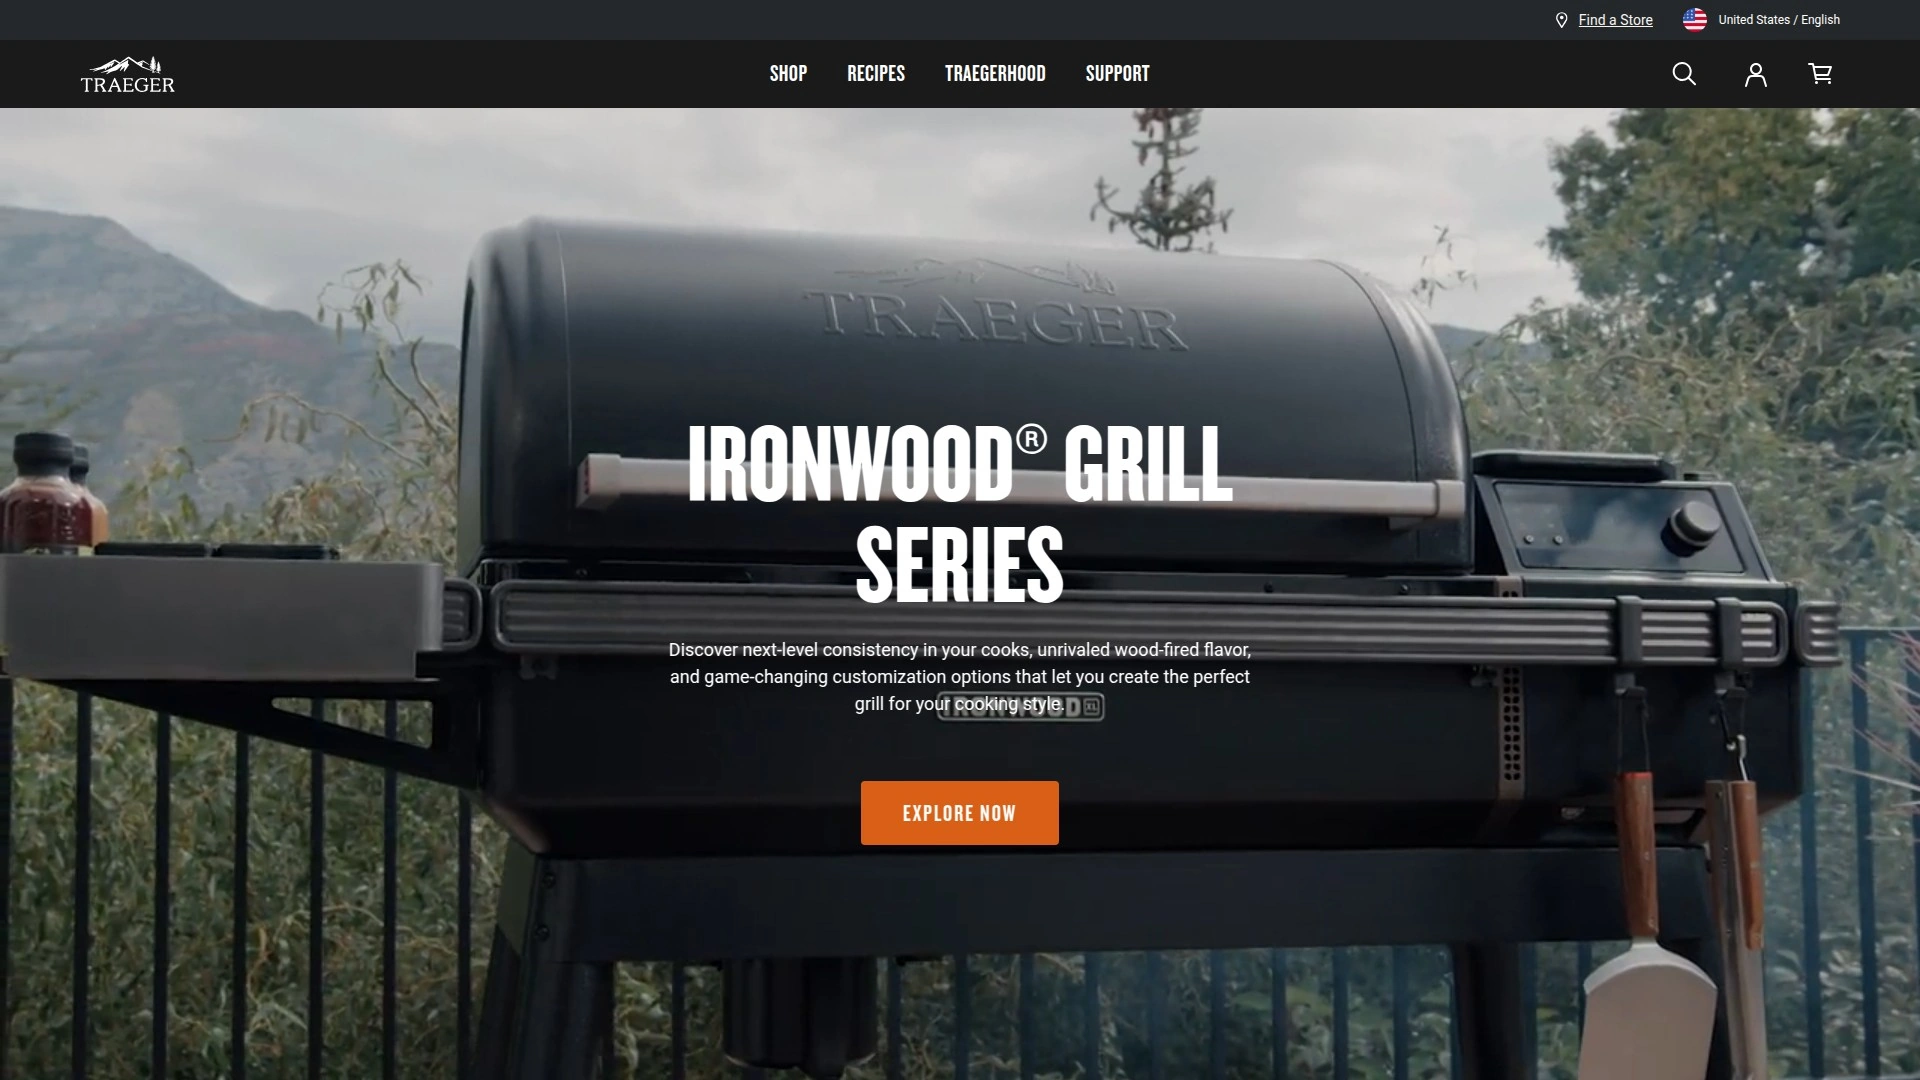 Find a Store
United States / English
TRAEGER
SHOP RECIPES TRAEGERHOOD SUPPORT
TRAEGER
IRONWOOD® GRILL
SERIES
Discover next-level consistency in your cooks, unrivaled wood-fired flavor,
and game-changing customization options that let you create the perfect
grill for your cooking style.
IRONWOOD XL
EXPLORE NOW